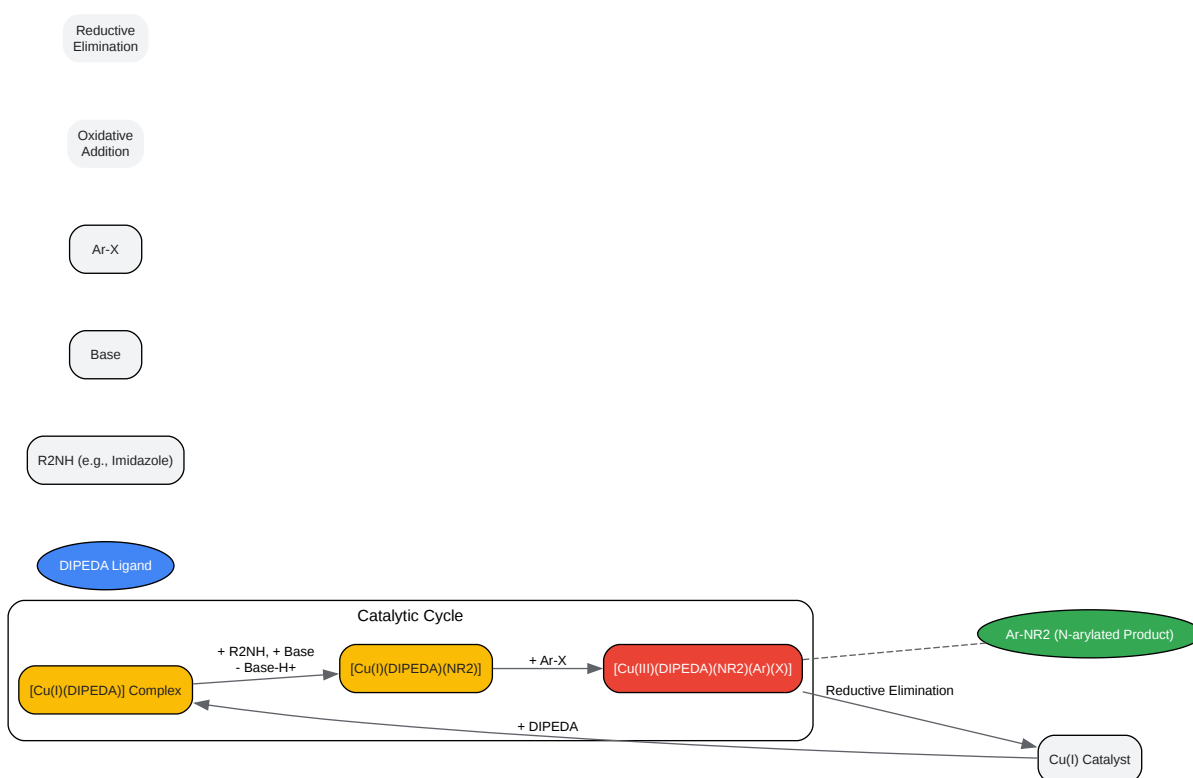 Reductive
Elimination
Oxidative
Addition
Ar-X
Base
R2NH (e.g., Imidazole)
DIPEDA Ligand
Catalytic Cycle
+ R2NH, + Base
- Base-H+
[Cu(I)(DIPEDA)] Complex
[Cu(I)(DIPEDA)(NR2)]
+ Ar-X
[Cu(III)(DIPEDA)(NR2)(Ar)(X)]
Ar-NR2 (N-arylated Product)
Reductive Elimination
+ DIPEDA
Cu(I) Catalyst